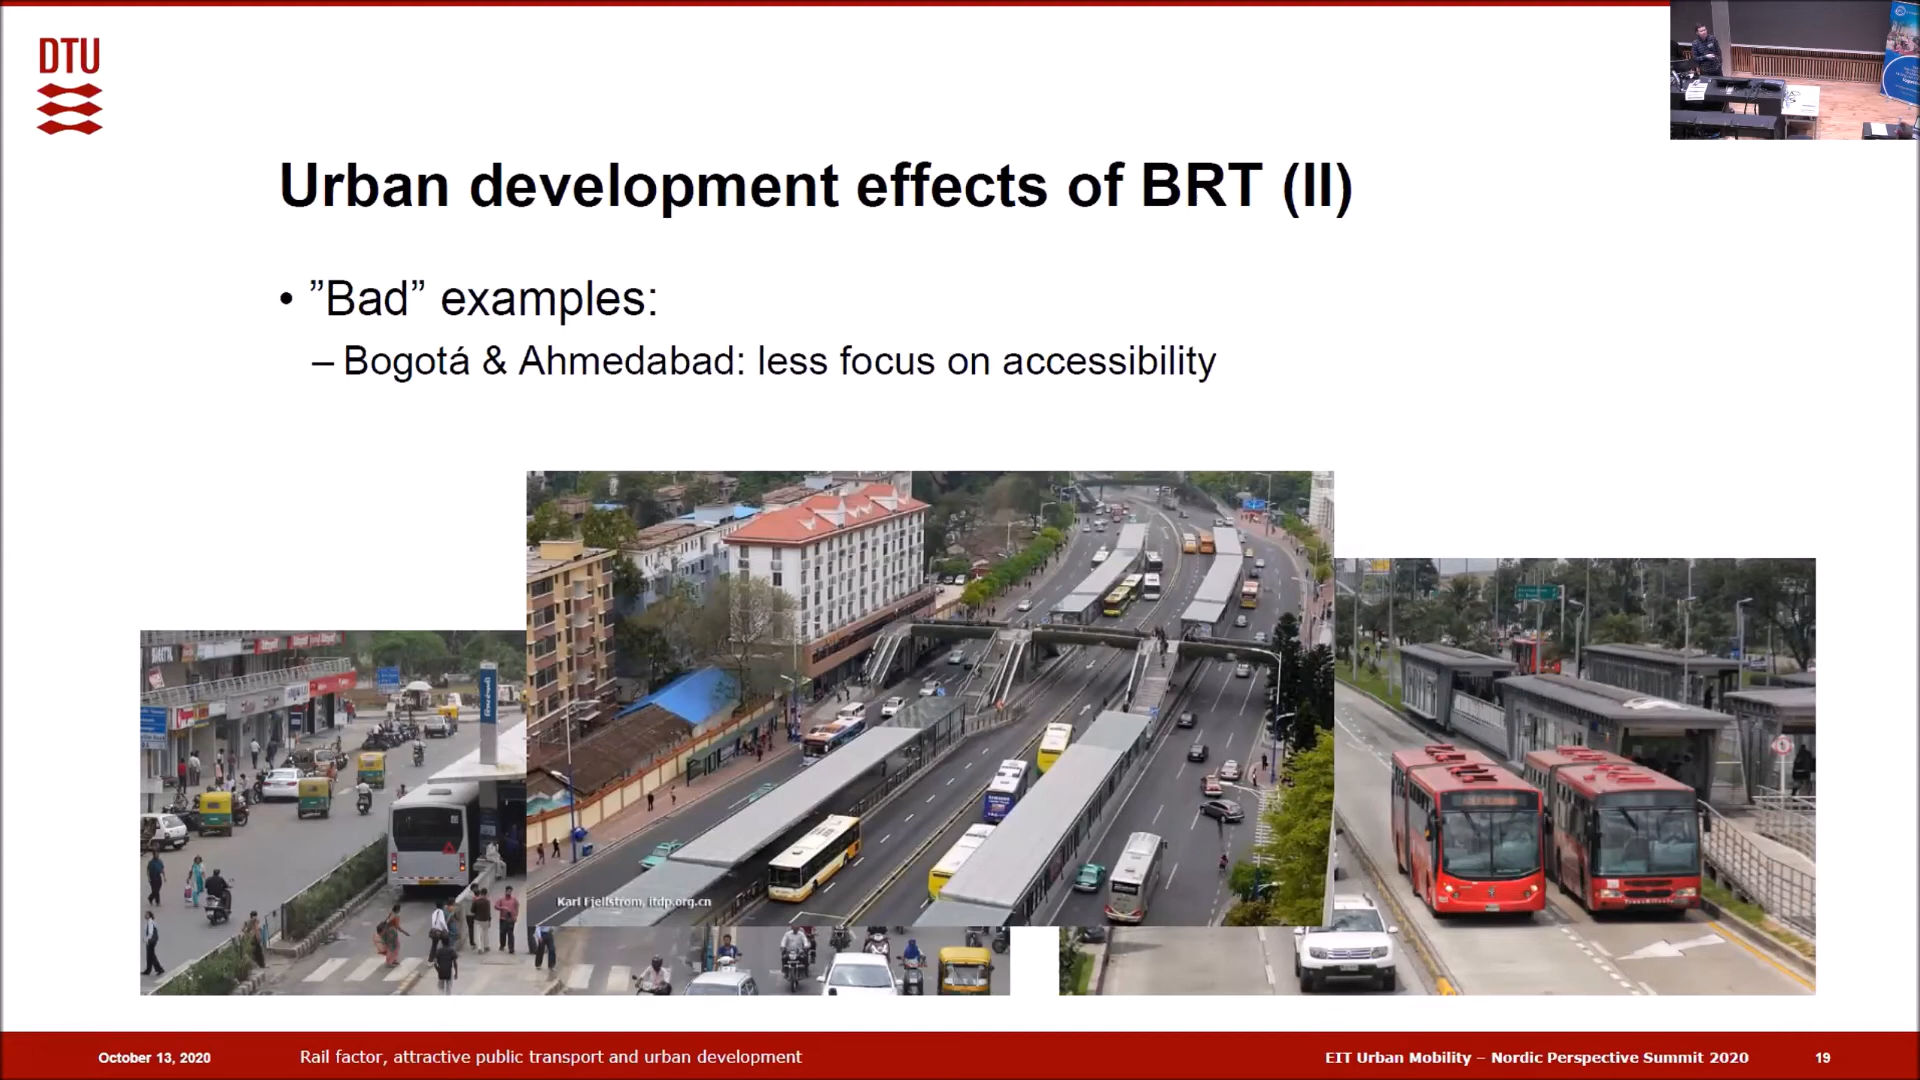 DTU
Urban development effects of BRT (II)
• ”Bad” examples:
– Bogotá & Ahmedabad: less focus on accessibility
Karl Fjellstrom, itdp.org.cn
October 13, 2020
Rail factor, attractive public transport and urban development
EIT Urban Mobility – Nordic Perspective Summit 2020
19